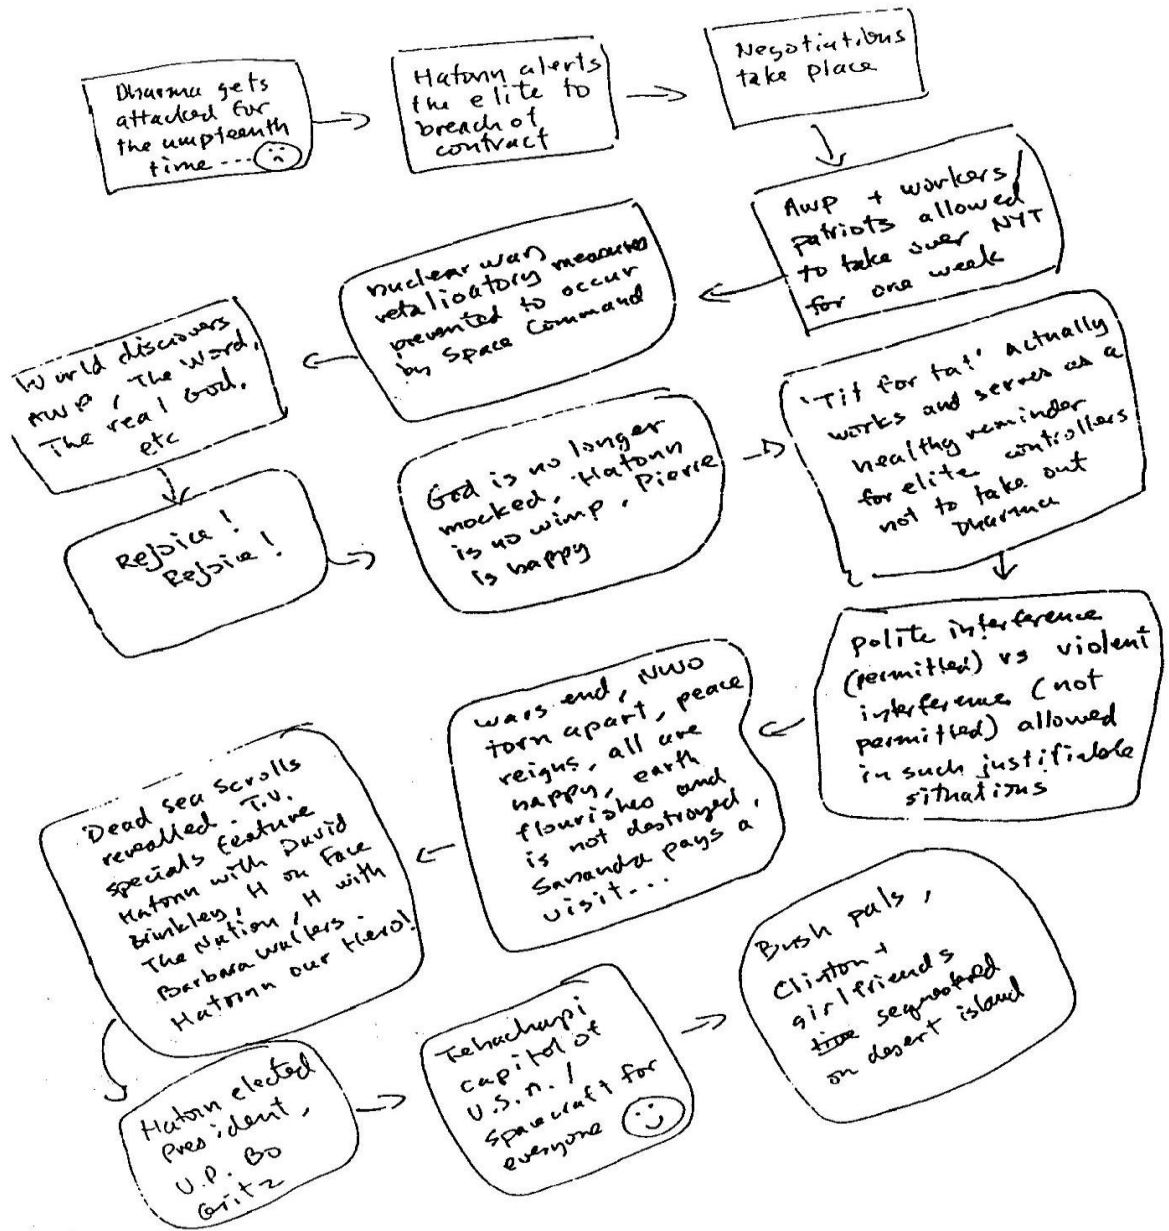 Dharma gets
attacked for
the umpteenth
time ---
Hatonn alerts
the elite to
breach of
contract
Negotiations
take place
AWP + workers/
patriots allowed
to take over NYT
for one week
nuclear war,
retalioatory measures
prevented to occur
by Space Command
World discovers
AWP, The Word,
The real God.
etc
Rejoice!
Rejoice!
God is no longer
mocked, Hatonn
is no wimp, Pierre
is happy
'Tit for tat' actually
works and serves as a
healthy reminder
for elite controllers
not to take out
Dharma
polite interference
(permitted) vs violent
interference (not
permitted) allowed
in such justifiable
situations
Wars end, NWO
torn apart, peace
reigns, all are
happy, earth
flourishes and
is not destroyed,
Sananda pays a
visit...
Dead sea scrolls
revealled. T.V.
specials feature
Hatonn with David
Brinkley, H on Face
The Nation, H with
Barbara Walters.
Hatonn our Hero!
Hatonn elected
President,
V.P. Bo
Gritz
Tehachapi
capitol of
U.S.A./
spacecraft for
everyone
Bush pals,
Clinton +
girlfriends
sequestered
on desert island